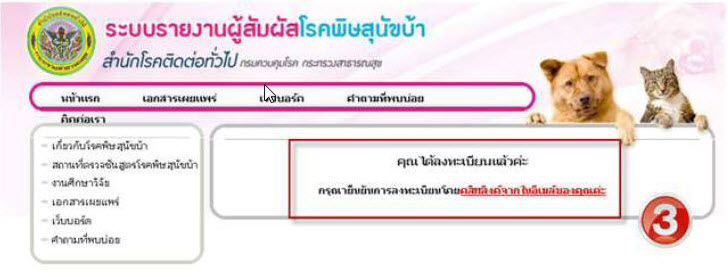 ระบบรายงานผู้สัมผัสโรคพิษสุนัขบ้า
สำนักโรคติดต่อทั่วไป กรมควบคุมโรค กระทรวงสาธารณสุข
หน้าแรก เอกสารเผยแพร่ เว็บบอร์ด คำถามที่พบบ่อย
ติดต่อเรา
เกี่ยวกับโรคพิษสุนัขบ้า
สถานที่ตรวจชันสูตรโรคพิษสุนัขบ้า
งานศึกษาวิจัย
เอกสารเผยแพร่
เว็บบอร์ด
คำถามที่พบบ่อย
คุณได้ลงทะเบียนแล้วค่ะ
กรุณายืนยันการลงทะเบียนโดยคลิกลิงค์จากในอีเมล์ของคุณค่ะ
3